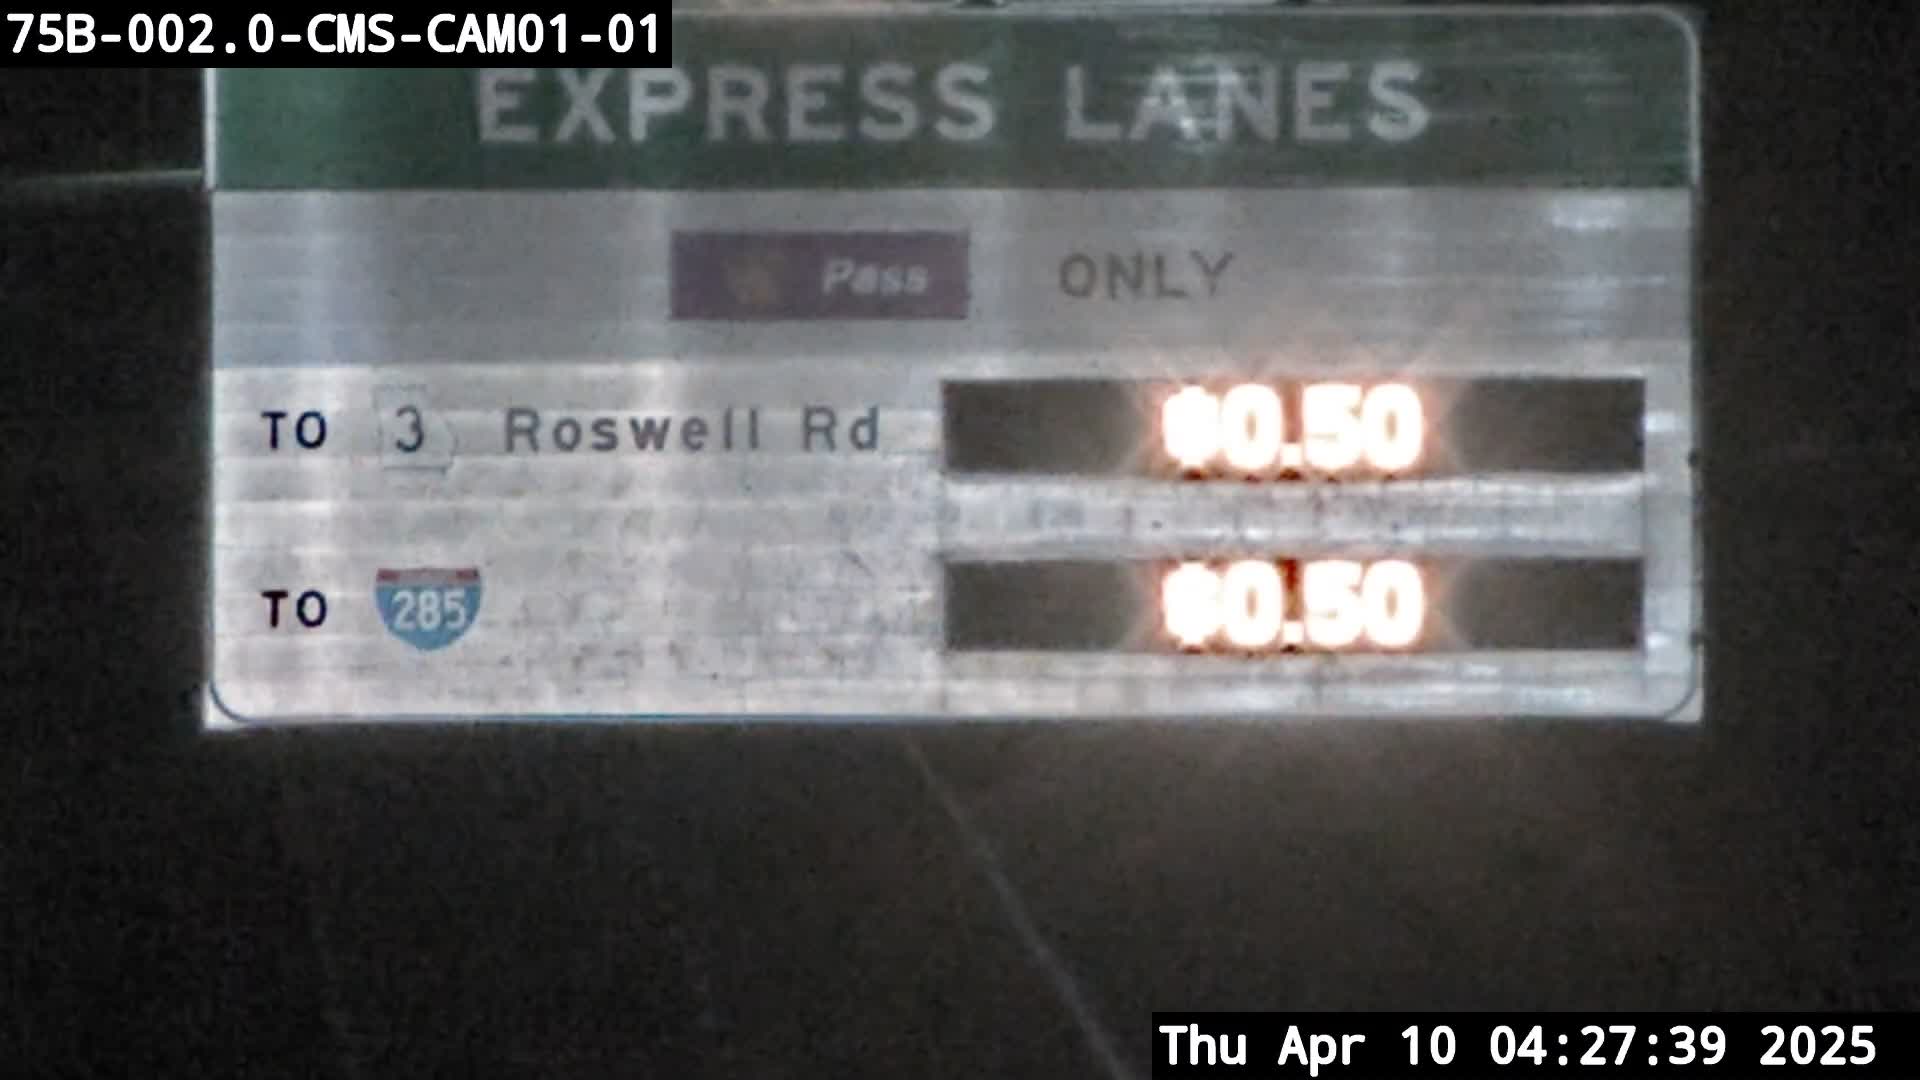 75B-002.0-CMS-CAM01-01
EXPRESS LANES
Pass ONLY
TO 3 Roswell Rd $0.50
TO 285 $0.50
Thu Apr 10 04:27:39 2025